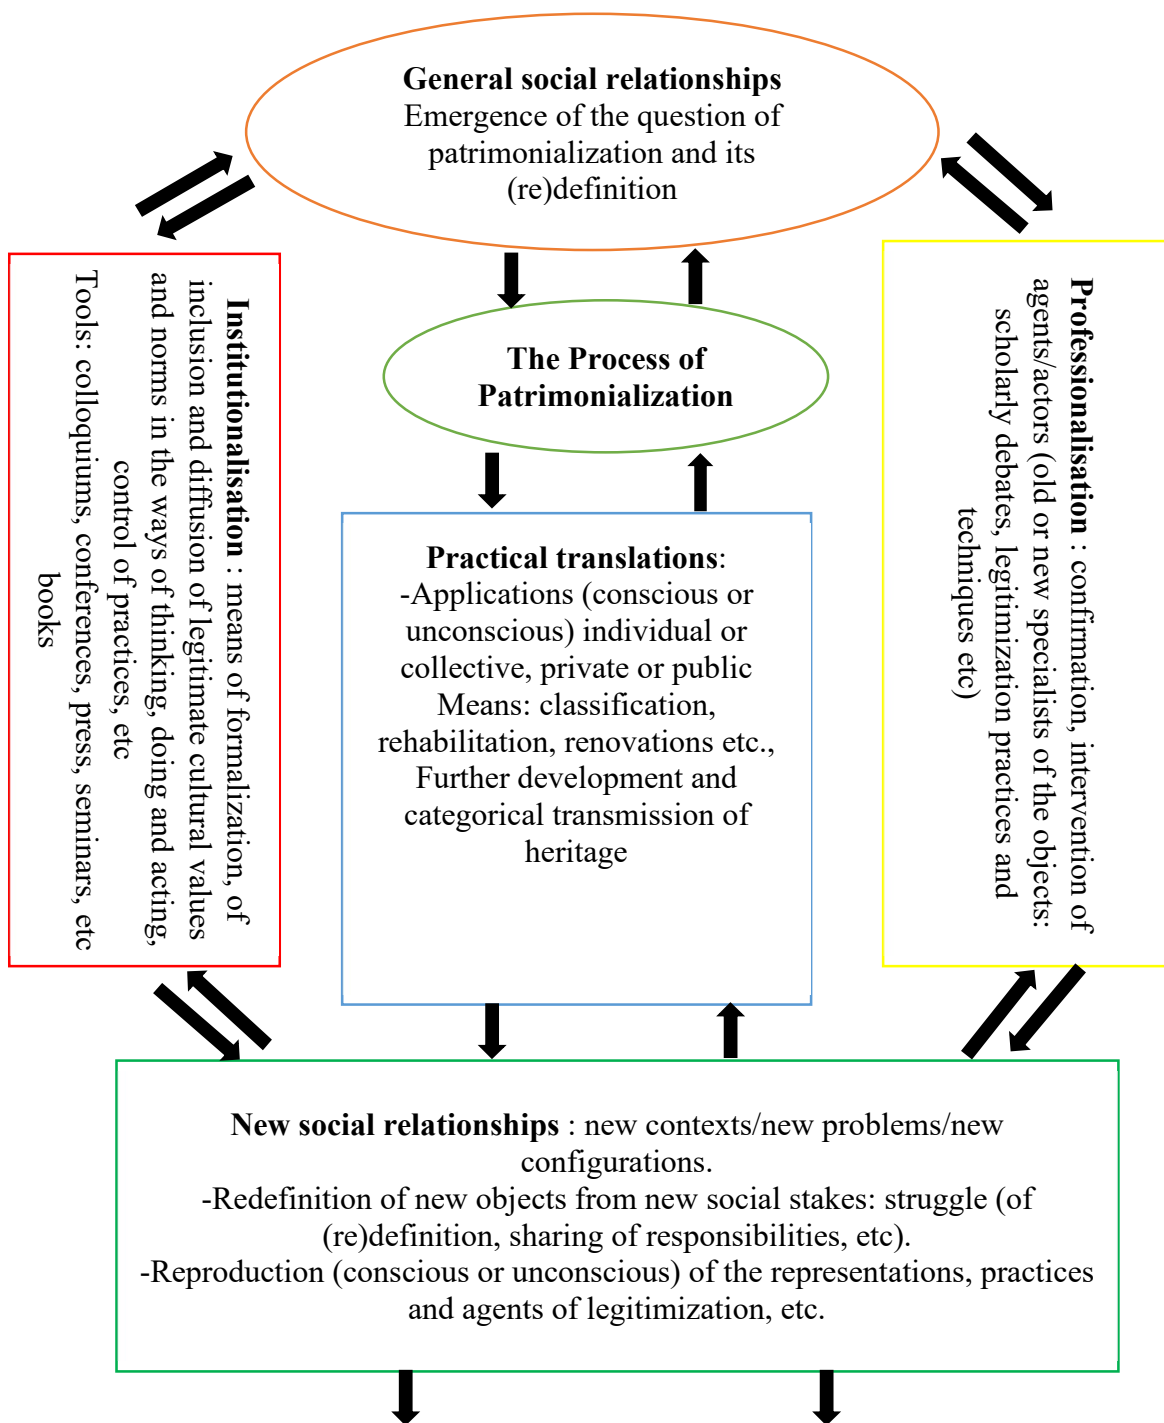 General social relationships
Emergence of the question of
patrimonialization and its
(re)definition
The Process of
Patrimonialization
Institutionalisation : means of formalization, of
inclusion and diffusion of legitimate cultural values
and norms in the ways of thinking, doing and acting,
control of practices, etc
Tools: colloquiums, conferences, press, seminars, etc
books
Practical translations:
-Applications (conscious or
unconscious) individual or
collective, private or public
Means: classification,
rehabilitation, renovations etc.,
Further development and
categorical transmission of
heritage
Professionalisation : confirmation, intervention of
agents/actors (old or new specialists of the objects:
scholarly debates, legitimization practices and
techniques etc)
New social relationships : new contexts/new problems/new
configurations.
-Redefinition of new objects from new social stakes: struggle (of
(re)definition, sharing of responsibilities, etc).
-Reproduction (conscious or unconscious) of the representations, practices
and agents of legitimization, etc.